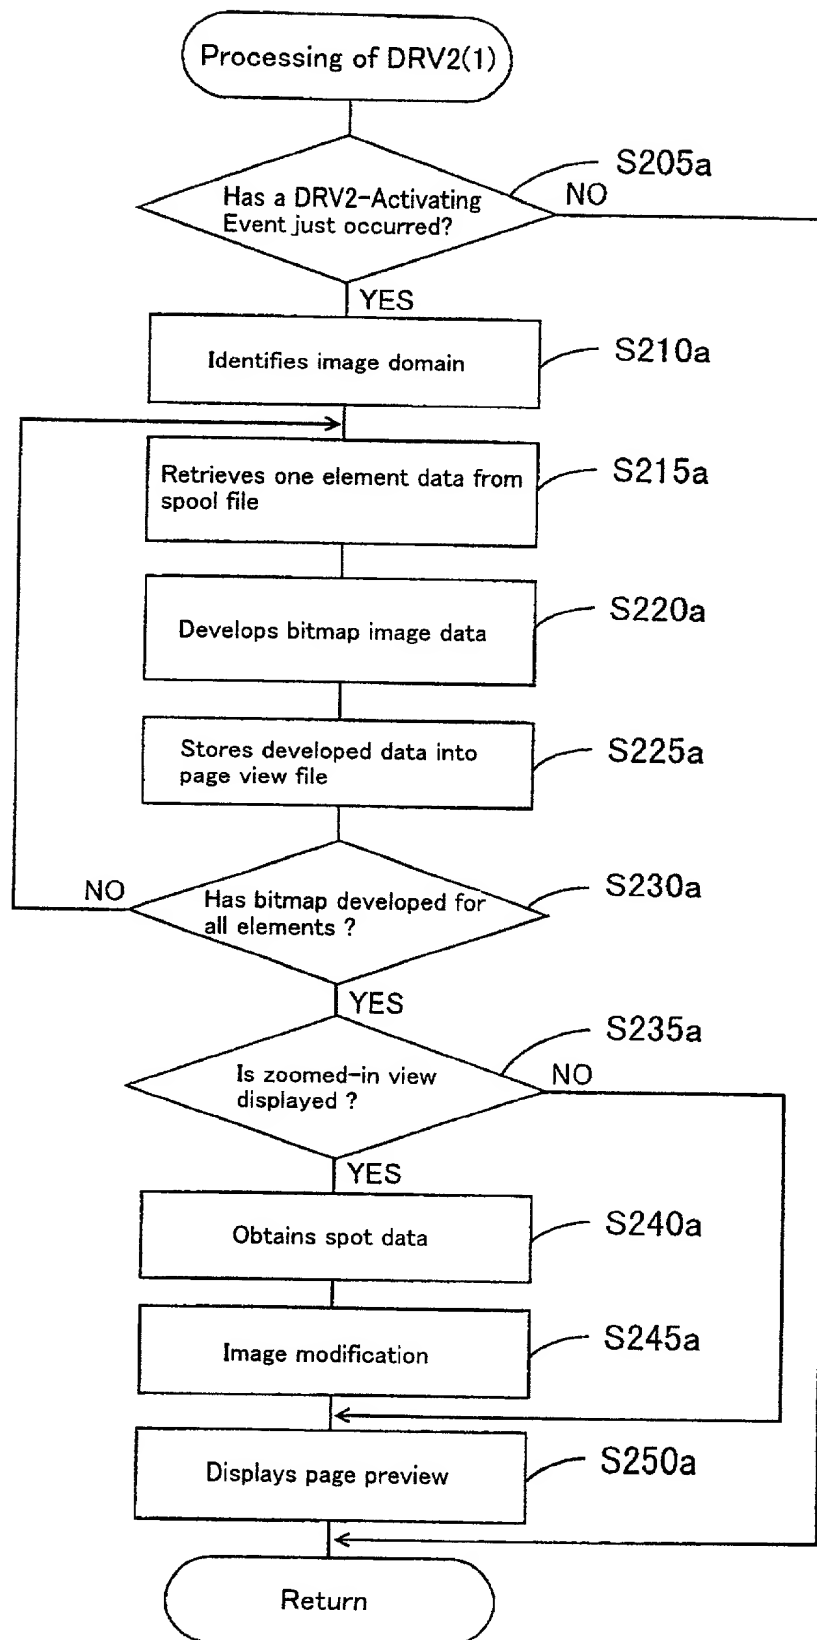 Processing of DRV2(1)
S205a
Has a DRV2-Activating
Event just occurred?
NO
YES
Identifies image domain
S210a
Retrieves one element data from
spool file
S215a
Develops bitmap image data
S220a
Stores developed data into
page view file
S225a
NO
Has bitmap developed for
all elements ?
S230a
YES
S235a
Is zoomed-in view
displayed ?
NO
YES
Obtains spot data
S240a
Image modification
S245a
Displays page preview
S250a
Return